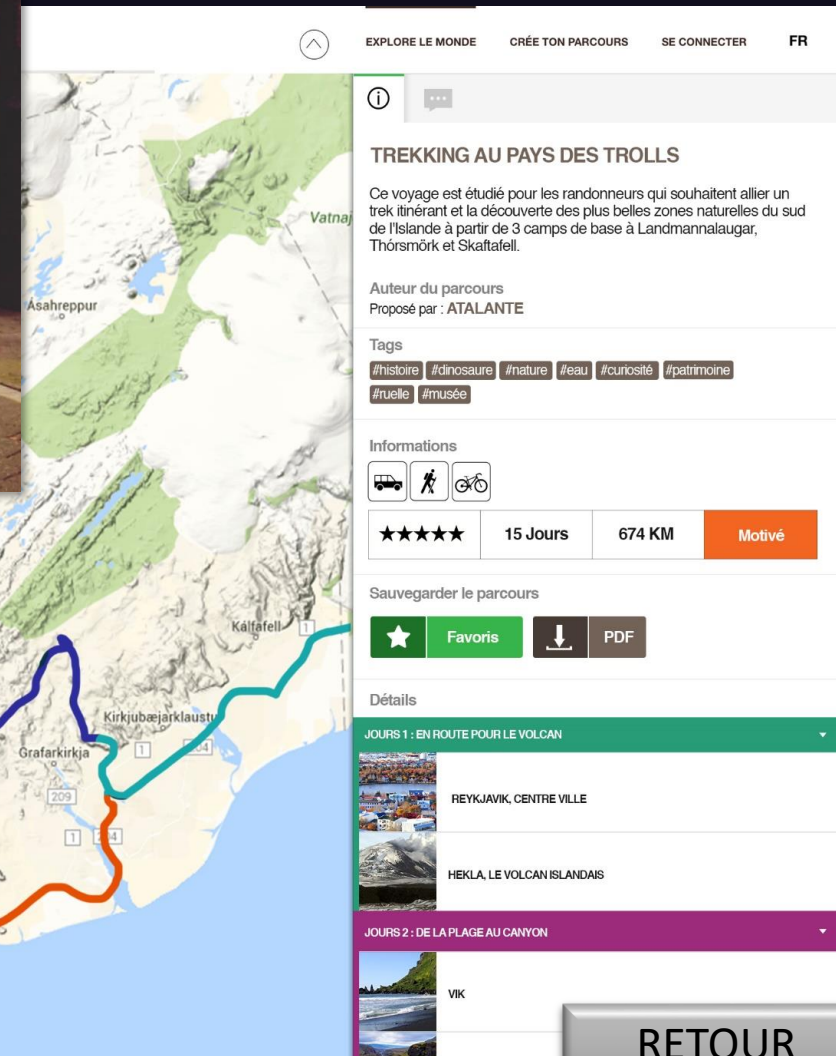 EXPLORE LE MONDE
CRÉE TON PARCOURS
SE CONNECTER
FR
TREKKING AU PAYS DES TROLLS
Ce voyage est étudié pour les randonneurs qui souhaitent allier un
trek itinérant et la découverte des plus belles zones naturelles du sud
de l'Islande à partir de 3 camps de base à Landmannalaugar,
Thórsmörk et Skaftafell.
Auteur du parcours
Proposé par : ATALANTE
Tags
#histoire #dinosaure #nature #eau #curiosité #patrimoine
#ruelle #musée
Informations
★★★★★
15 Jours
674 KM
Motivé
Sauvegarder le parcours
Favoris
PDF
Détails
JOURS 1 : EN ROUTE POUR LE VOLCAN
REYKJAVIK, CENTRE VILLE
HEKLA, LE VOLCAN ISLANDAIS
JOURS 2 : DE LA PLAGE AU CANYON
VIK
RETOUR
Vatnaj
Ásahreppur
Kálfafell
1
Kirkjubæjarklaustu
Grafarkirkja
1
204
209
1
204